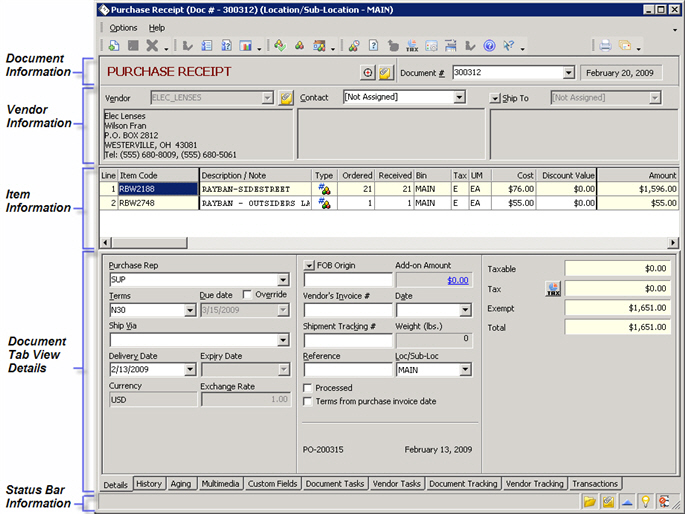 Purchase Receipt (Doc # - 300312) (Location/Sub-Location - MAIN)
Options Help
Document Information
PURCHASE RECEIPT
Document #
300312
February 20, 2009
Vendor Information
Vendor
ELEC_LENSES
Contact
[Not Assigned]
Ship To
[Not Assigned]
Elec Lenses
Wilson Fran
P.O. BOX 2812
WESTERVILLE, OH 43081
Tel: (555) 680-8009, (555) 680-5061
Item Information
Line Item Code Description / Note Type Ordered Received Bin Tax UM Cost Discount Value Amount
1 RBW2188 RAYBAN-SIDESTREET 21 21 MAIN E EA $76.00 $0.00 $1,596.00
2 RBW2748 RAYBAN - OUTSIDERS LA 1 1 MAIN E EA $55.00 $0.00 $55.00
Document Tab View Details
Purchase Rep
SUP
Terms
N30
Due date
Override
3/15/2009
Ship Via
Delivery Date
2/13/2009
Expiry Date
Currency
USD
Exchange Rate
1.00
FOB Origin
Add-on Amount
$0.00
Vendor's Invoice #
Date
Shipment Tracking #
Weight (lbs.)
0
Reference
Loc/Sub-Loc
MAIN
Processed
Terms from purchase invoice date
PO-200315
February 13, 2009
Taxable $0.00
Tax TAX $0.00
Exempt $1,651.00
Total $1,651.00
Details History Aging Multimedia Custom Fields Document Tasks Vendor Tasks Document Tracking Vendor Tracking Transactions
Status Bar Information